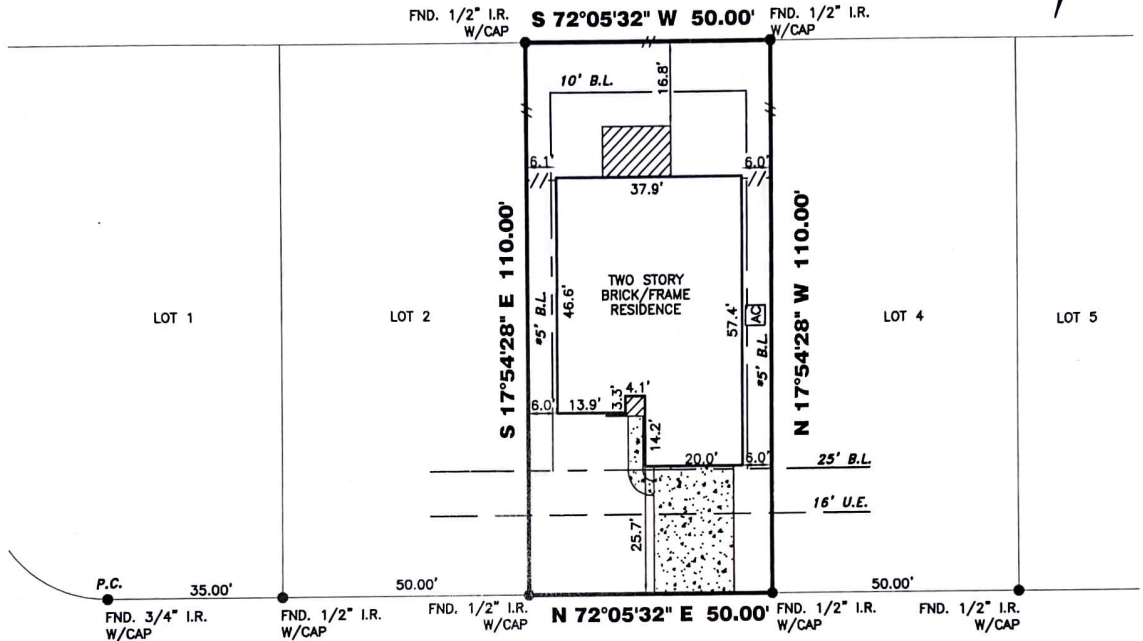 FND. 1/2" I.R.
W/CAP
S 72°05'32" W 50.00'
FND. 1/2" I.R.
W/CAP
10' B.L.
16.8'
6.1'
6.0'
37.9'
S 17°54'28" E 110.00'
N 17°54'28" W 110.00'
TWO STORY
BRICK/FRAME
RESIDENCE
46.6'
57.4'
*5' B.L.
*5' B.L.
AC
LOT 1
LOT 2
LOT 4
LOT 5
4.1'
3.3'
6.0'
13.9'
14.2'
20.0'
6.0'
25' B.L.
16' U.E.
25.7'
P.C.
35.00'
50.00'
50.00'
FND. 3/4" I.R.
W/CAP
FND. 1/2" I.R.
W/CAP
FND. 1/2" I.R.
W/CAP
N 72°05'32" E 50.00'
FND. 1/2" I.R.
W/CAP
FND. 1/2" I.R.
W/CAP